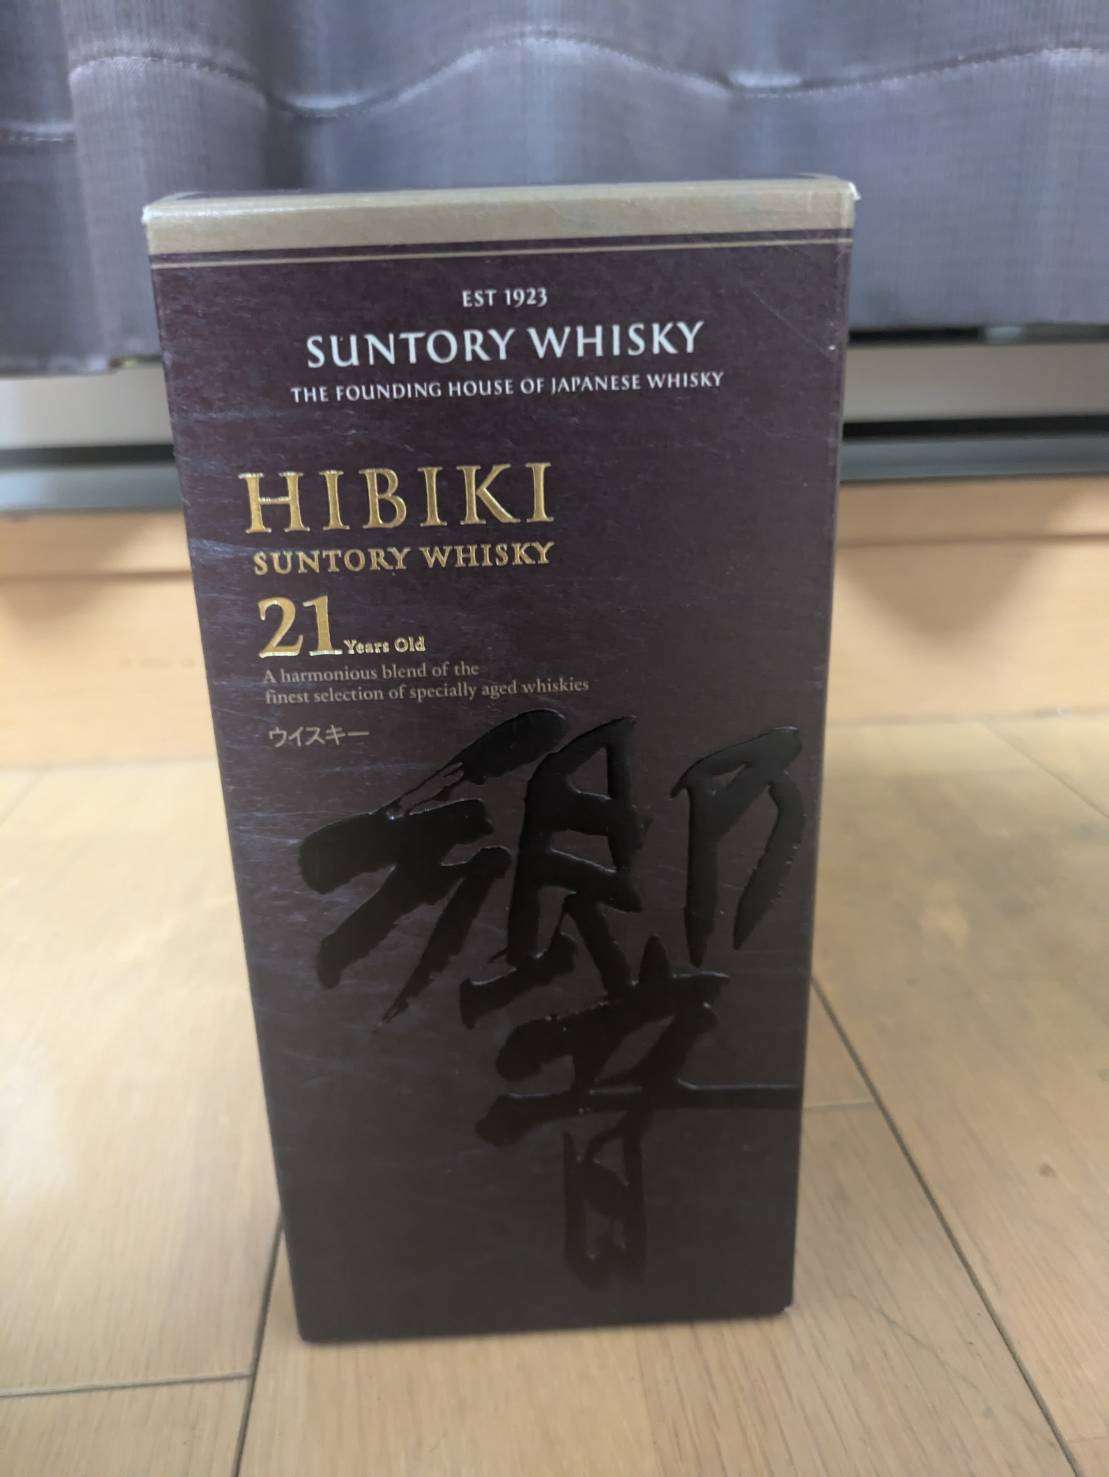 EST 1923
SUNTORY WHISKY
THE FOUNDING HOUSE OF JAPANESE WHISKY
HIBIKI
SUNTORY WHISKY
21 Years Old
A harmonious blend of the
finest selection of specially aged whiskies
ウイスキー
響